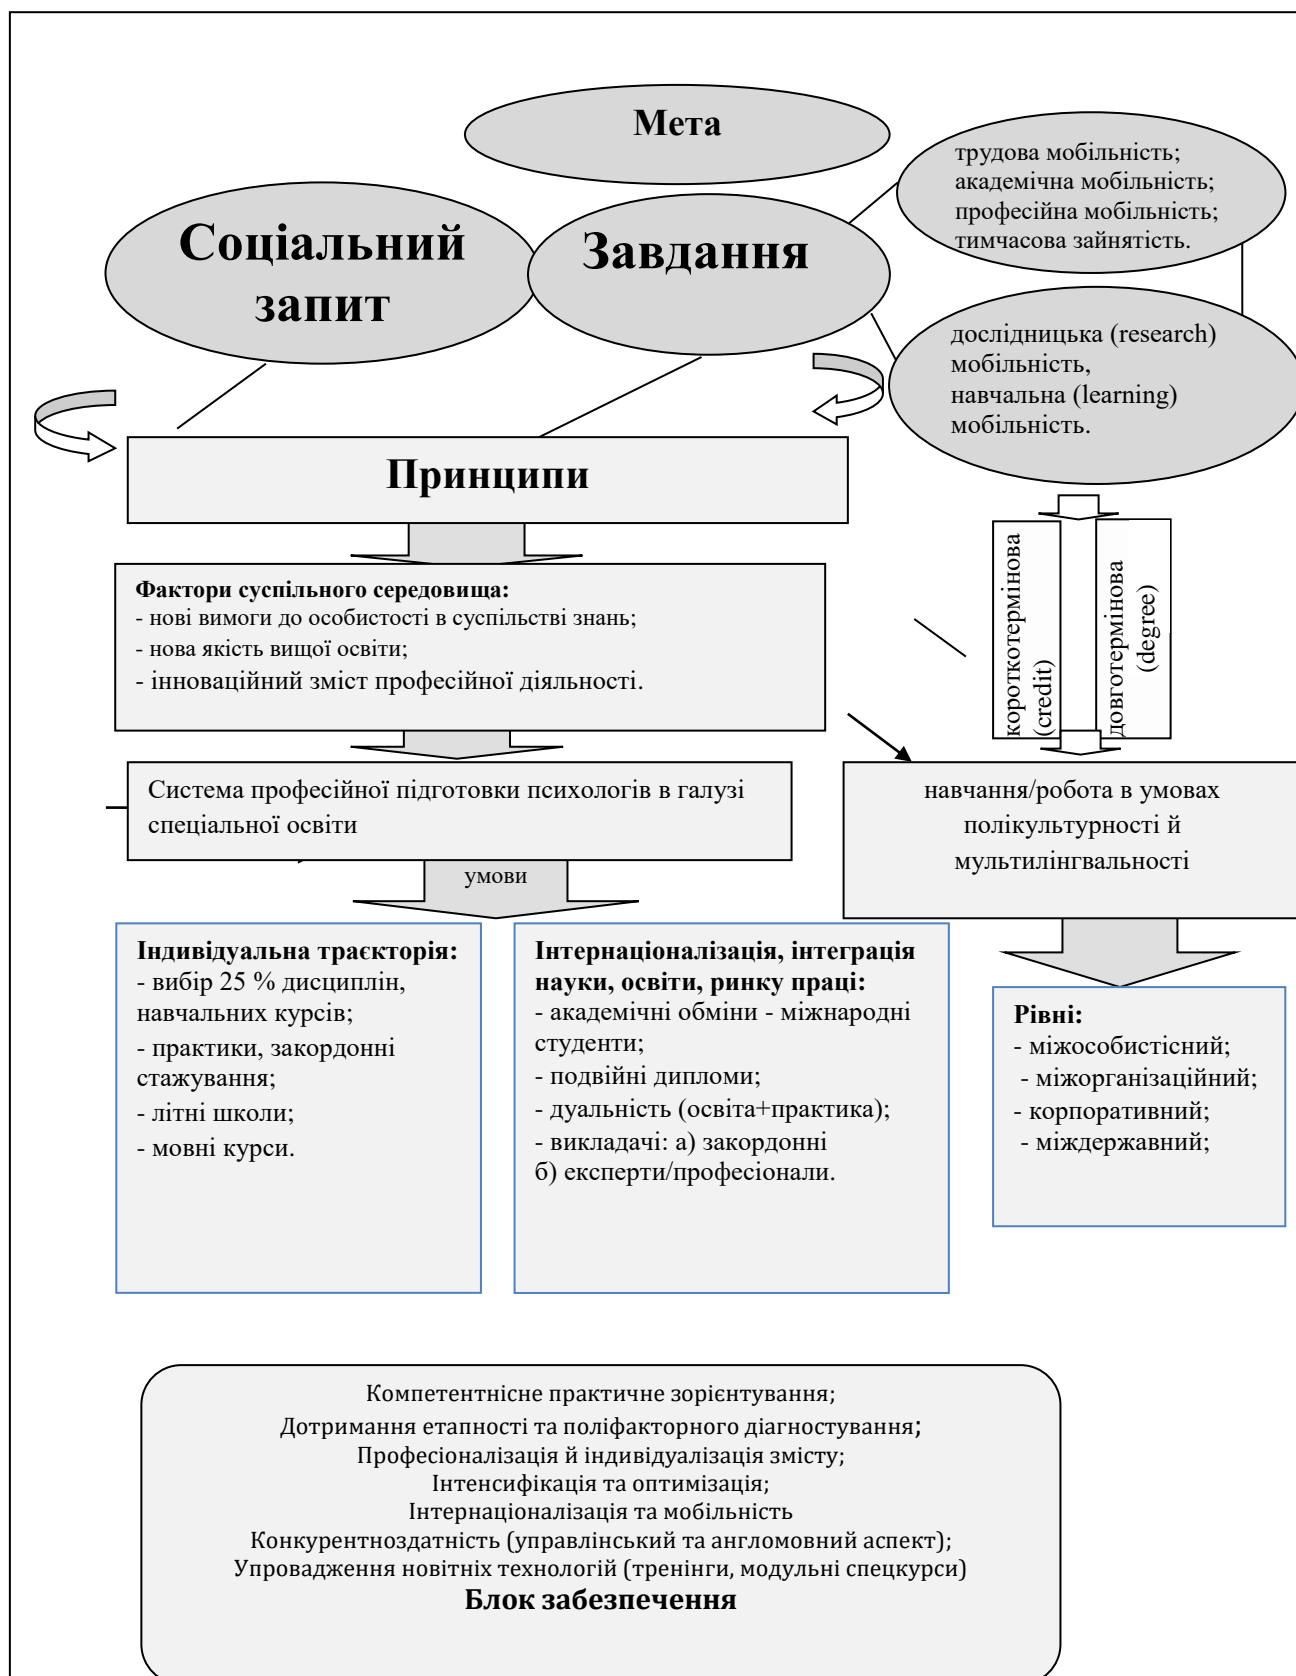 Мета
трудова мобільність;
академічна мобільність;
професійна мобільність;
тимчасова зайнятість.
Соціальний
запит
Завдання
дослідницька (research)
мобільність,
навчальна (learning)
мобільність.
Принципи
короткотермінова
(credit)
довготермінова
(degree)
Фактори суспільного середовища:
- нові вимоги до особистості в суспільстві знань;
- нова якість вищої освіти;
- інноваційний зміст професійної діяльності.
Система професійної підготовки психологів в галузі
спеціальної освіти
навчання/робота в умовах
полікультурності й
мультилінгвальності
умови
Індивідуальна траєкторія:
- вибір 25 % дисциплін,
навчальних курсів;
- практики, закордонні
стажування;
- літні школи;
- мовні курси.
Інтернаціоналізація, інтеграція
науки, освіти, ринку праці:
- академічні обміни - міжнародні
студенти;
- подвійні дипломи;
- дуальність (освіта+практика);
- викладачі: а) закордонні
б) експерти/професіонали.
Рівні:
- міжособистісний;
- міжорганізаційний;
- корпоративний;
- міждержавний;
Компетентнісне практичне зорієнтування;
Дотримання етапності та поліфакторного діагностування;
Професіоналізація й індивідуалізація змісту;
Інтенсифікація та оптимізація;
Інтернаціоналізація та мобільність
Конкурентноздатність (управлінський та англомовний аспект);
Упровадження новітніх технологій (тренінги, модульні спецкурси)
Блок забезпечення